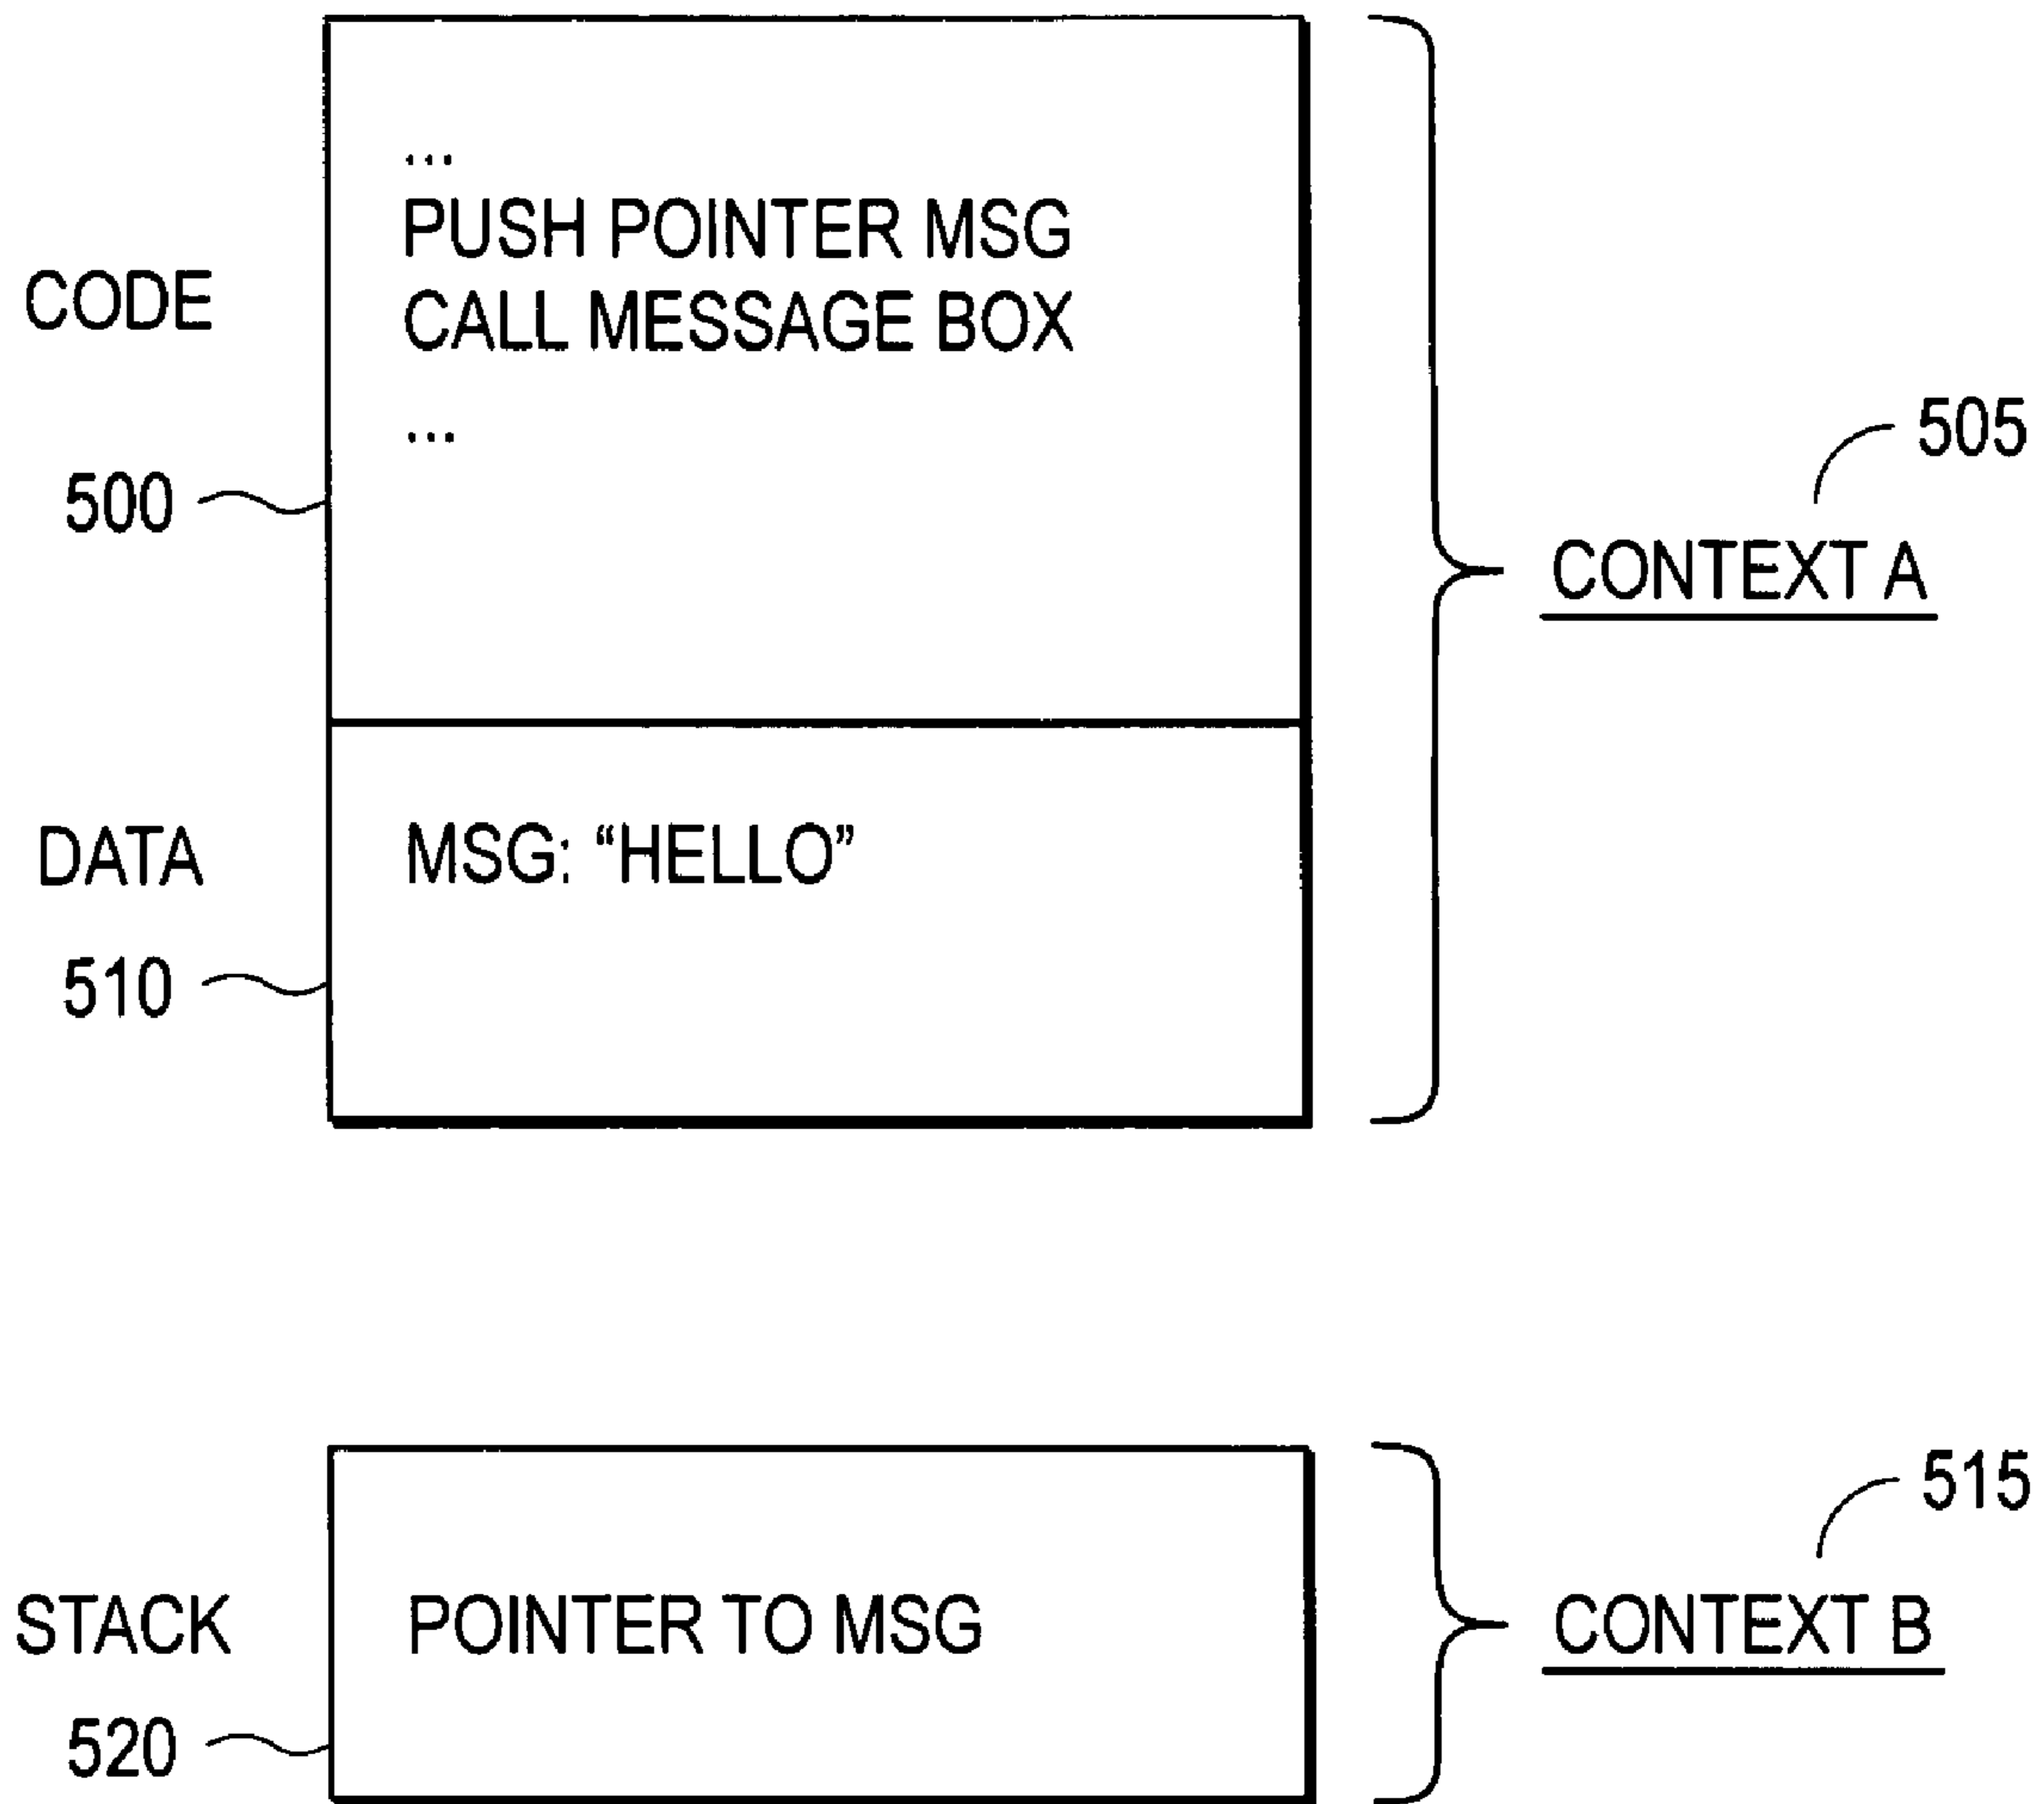 ...
PUSH POINTER MSG
CODE
CALL MESSAGE BOX
...
505
500
CONTEXT A
DATA
MSG: “HELLO”
510
515
STACK
POINTER TO MSG
CONTEXT B
520